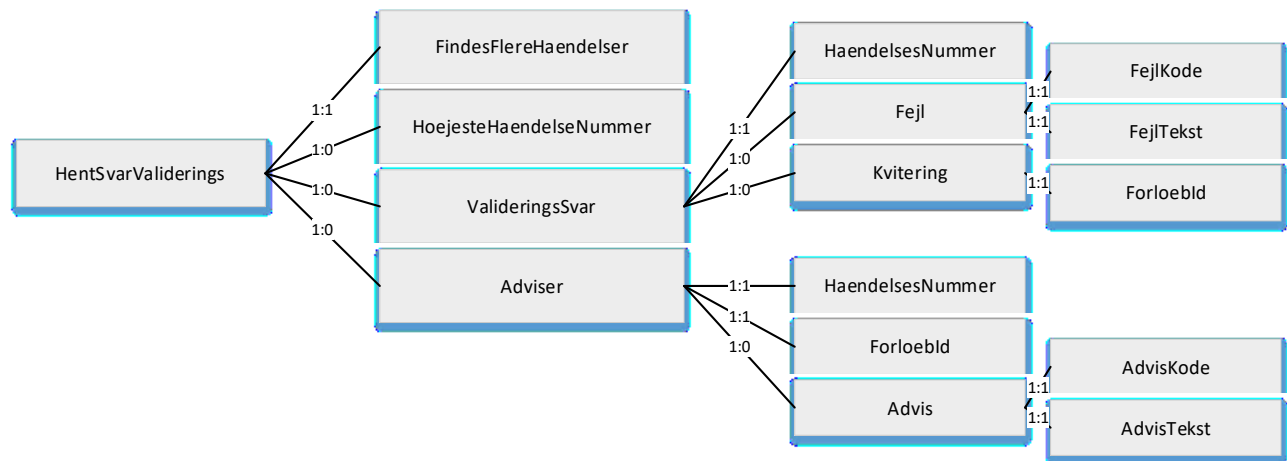 HentSvarValiderings
1:1
1:0
1:0
1:0
FindesFlereHaendelser
HoejesteHaendelseNummer
ValideringsSvar
Adviser
1:1
1:0
1:0
HaendelsesNummer
Fejl
Kvitering
1:1
1:1
1:1
FejlKode
FejlTekst
ForloebId
1:1
1:1
1:0
HaendelsesNummer
ForloebId
Advis
1:1
1:1
AdvisKode
AdvisTekst